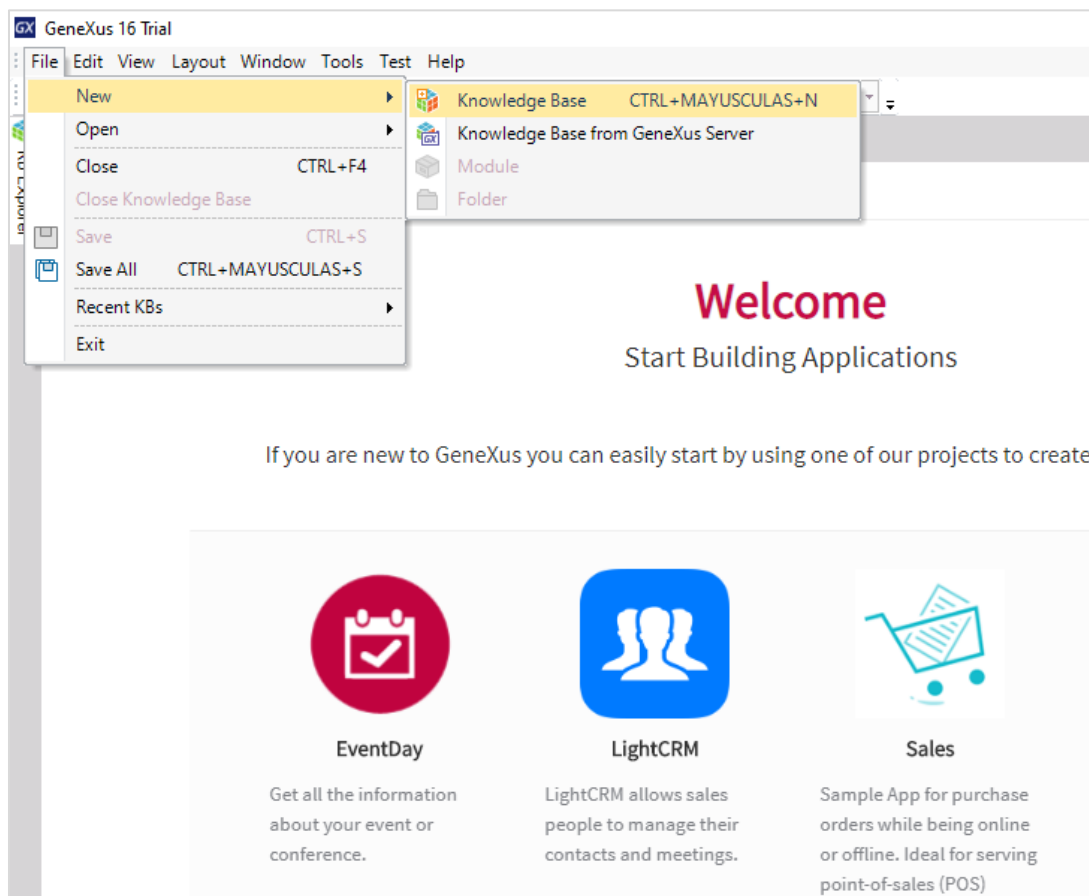 GX GeneXus 16 Trial
File Edit View Layout Window Tools Test Help
New
Open
Close CTRL+F4
Close Knowledge Base
Save CTRL+S
Save All CTRL+MAYUSCULAS+S
Recent KBs
Exit
Knowledge Base CTRL+MAYUSCULAS+N
GX Knowledge Base from GeneXus Server
Module
Folder
Welcome
Start Building Applications
If you are new to GeneXus you can easily start by using one of our projects to create
EventDay
Get all the information
about your event or
conference.
LightCRM
LightCRM allows sales
people to manage their
contacts and meetings.
Sales
Sample App for purchase
orders while being online
or offline. Ideal for serving
point-of-sales (POS)